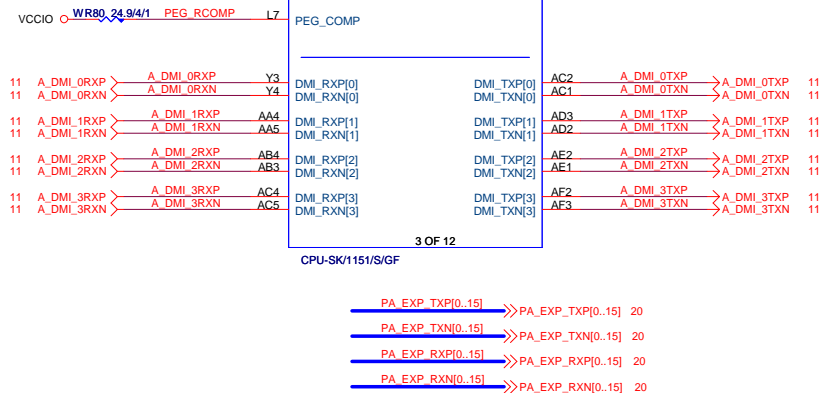 VCCIO WR80 24.9/4/1 PEG_RCOMP L7 PEG_COMP
11 A_DMI_0RXP A_DMI_0RXP Y3 DMI_RXP[0] DMI_TXP[0] AC2 A_DMI_0TXP A_DMI_0TXP 11
11 A_DMI_0RXN A_DMI_0RXN Y4 DMI_RXN[0] DMI_TXN[0] AC1 A_DMI_0TXN A_DMI_0TXN 11
11 A_DMI_1RXP A_DMI_1RXP AA4 DMI_RXP[1] DMI_TXP[1] AD3 A_DMI_1TXP A_DMI_1TXP 11
11 A_DMI_1RXN A_DMI_1RXN AA5 DMI_RXN[1] DMI_TXN[1] AD2 A_DMI_1TXN A_DMI_1TXN 11
11 A_DMI_2RXP A_DMI_2RXP AB4 DMI_RXP[2] DMI_TXP[2] AE2 A_DMI_2TXP A_DMI_2TXP 11
11 A_DMI_2RXN A_DMI_2RXN AB3 DMI_RXN[2] DMI_TXN[2] AE1 A_DMI_2TXN A_DMI_2TXN 11
11 A_DMI_3RXP A_DMI_3RXP AC4 DMI_RXP[3] DMI_TXP[3] AF2 A_DMI_3TXP A_DMI_3TXP 11
11 A_DMI_3RXN A_DMI_3RXN AC5 DMI_RXN[3] DMI_TXN[3] AF3 A_DMI_3TXN A_DMI_3TXN 11
3 OF 12
CPU-SK/1151/S/GF
PA_EXP_TXP[0..15] PA_EXP_TXP[0..15] 20
PA_EXP_TXN[0..15] PA_EXP_TXN[0..15] 20
PA_EXP_RXP[0..15] PA_EXP_RXP[0..15] 20
PA_EXP_RXN[0..15] PA_EXP_RXN[0..15] 20